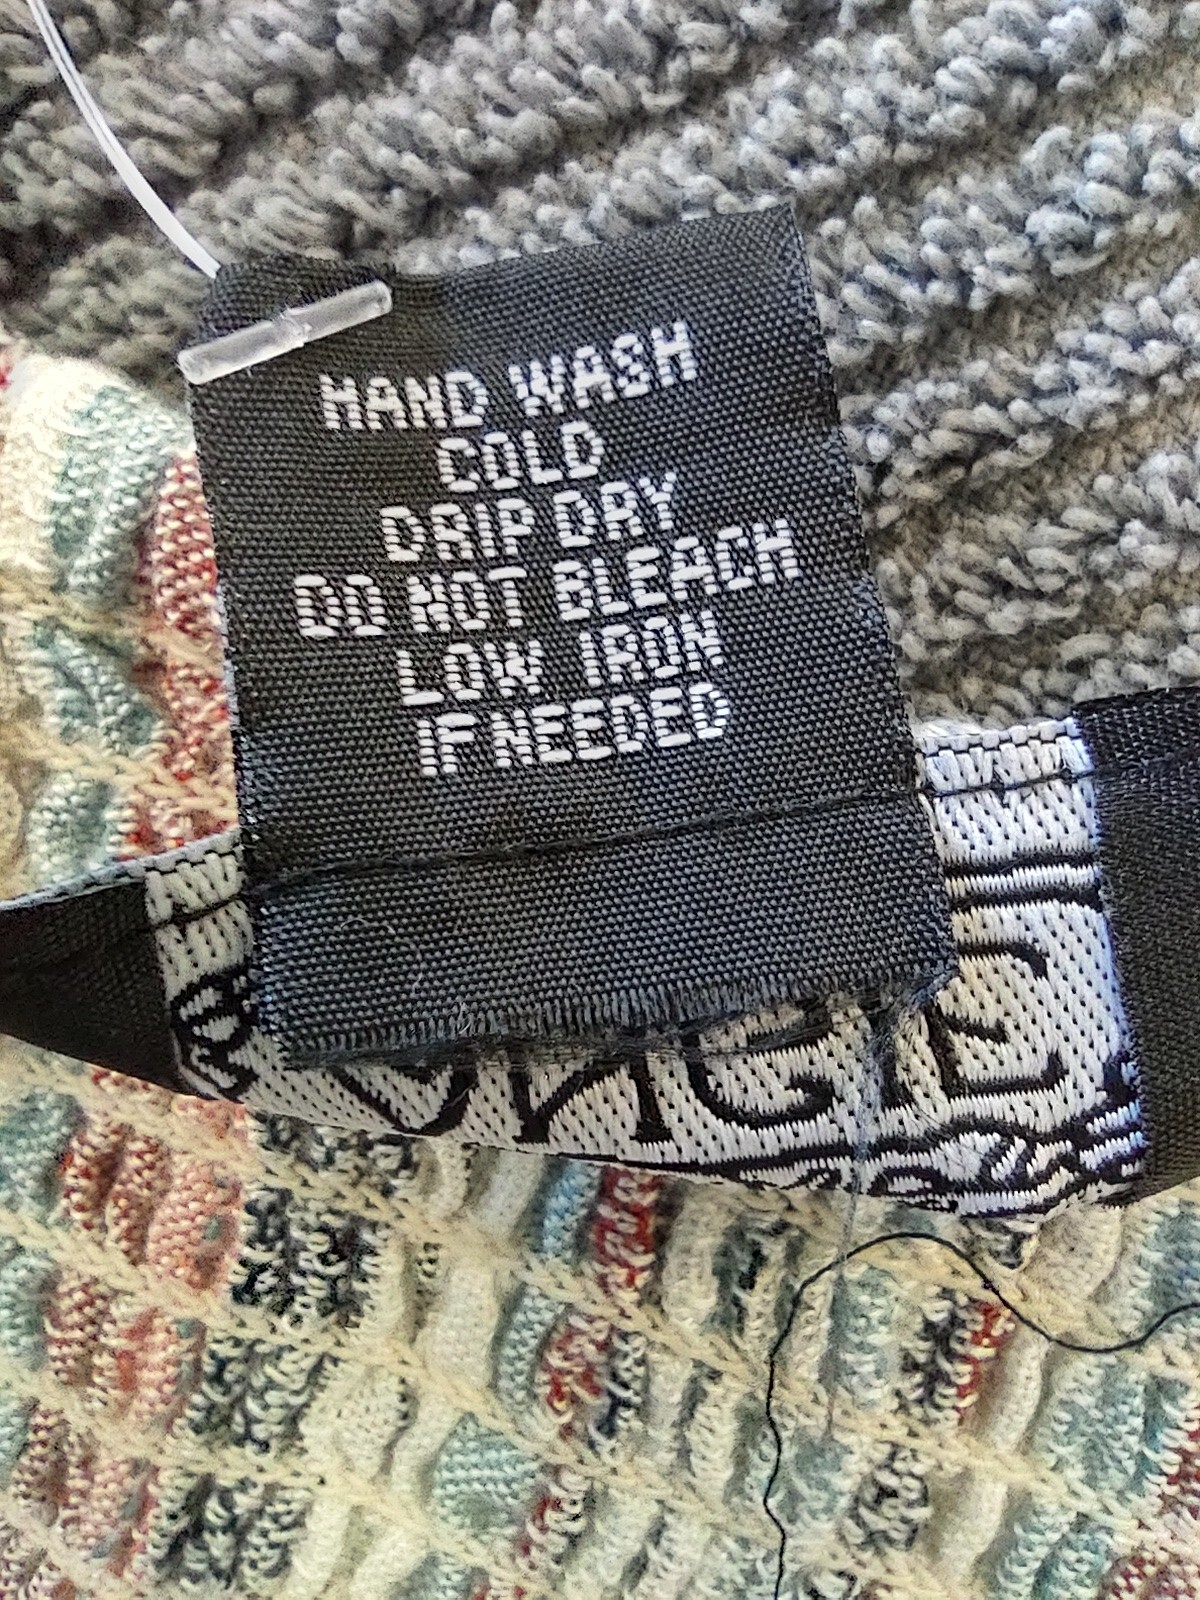 HAND WASH
COLD
DRIP DRY
DO NOT BLEACH
LOW IRON
IF NEEDED